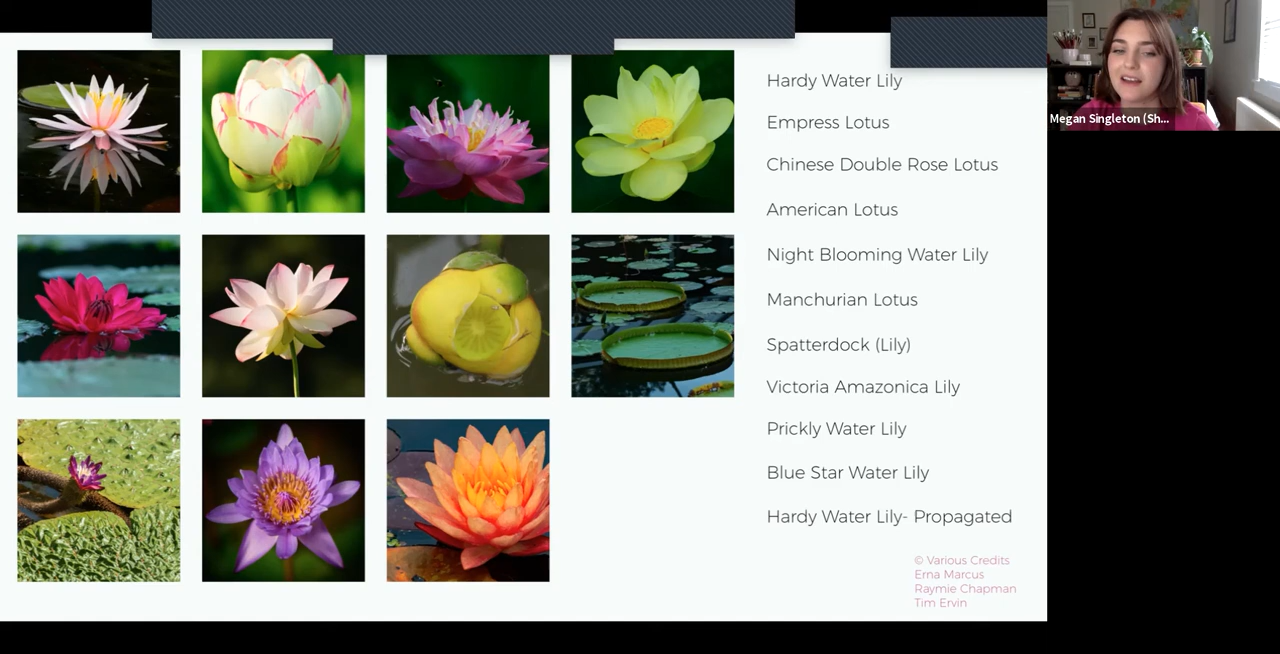 Hardy Water Lily
Empress Lotus
Chinese Double Rose Lotus
American Lotus
Night Blooming Water Lily
Manchurian Lotus
Spatterdock (Lily)
Victoria Amazonica Lily
Prickly Water Lily
Blue Star Water Lily
Hardy Water Lily- Propagated
© Various Credits
Erna Marcus
Raymie Chapman
Tim Ervin
Megan Singleton (Sh...